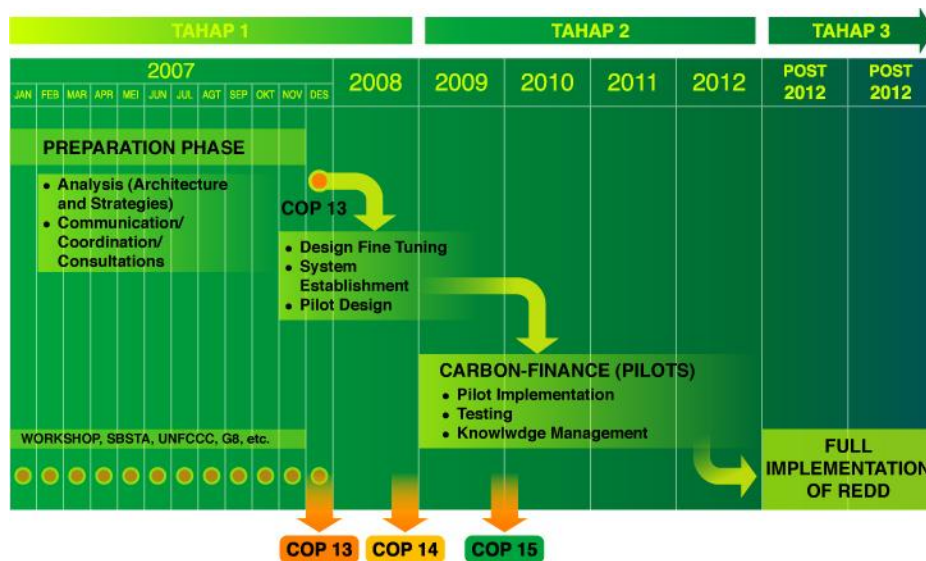 TAHAP 1 TAHAP 2 TAHAP 3
2007 2008 2009 2010 2011 2012 POST 2012 POST 2012
JAN FEB MAR APR MEI JUN JUL AGT SEP OKT NOV DES
PREPARATION PHASE
• Analysis (Architecture
and Strategies)
• Communication/
Coordination/
Consultations
COP 13
• Design Fine Tuning
• System
Establishment
• Pilot Design
CARBON-FINANCE (PILOTS)
• Pilot Implementation
• Testing
• Knowlwdge Management
WORKSHOP, SBSTA, UNFCCC, G8, etc.
FULL
IMPLEMENTATION
OF REDD
COP 13 COP 14 COP 15